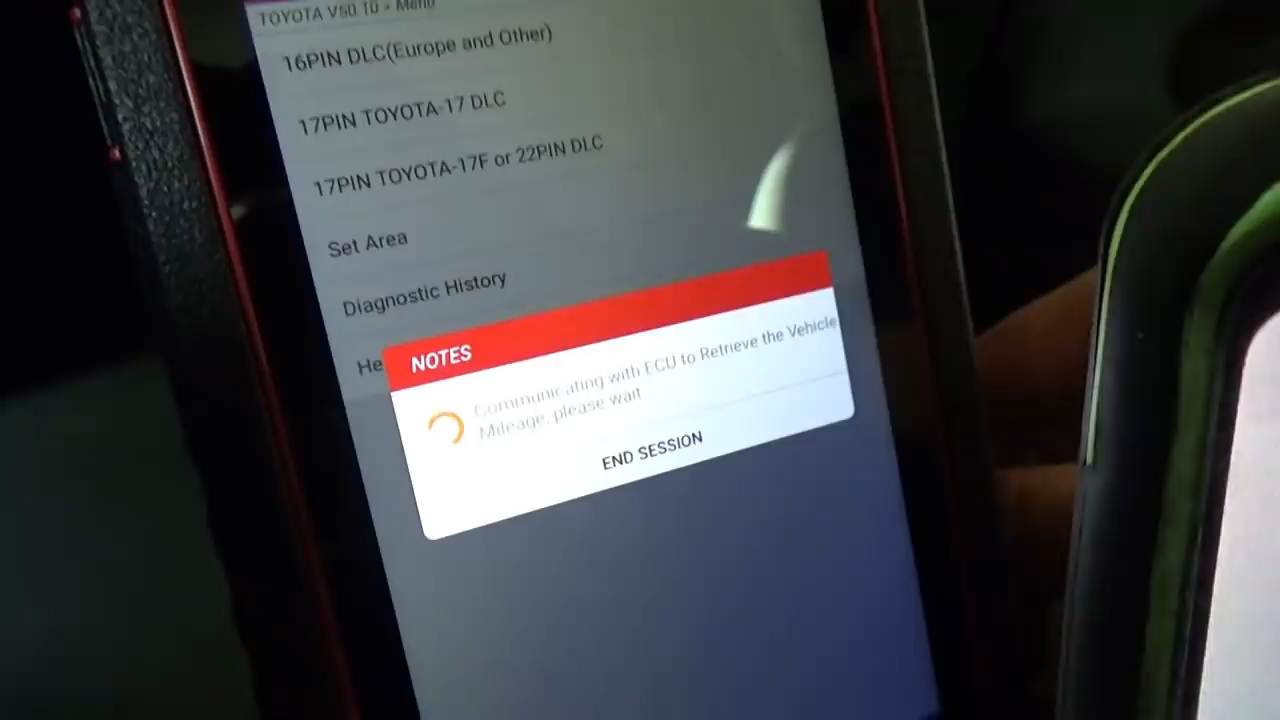 TOYOTA V50 10 > Menu
16PIN DLC(Europe and Other)
17PIN TOYOTA-17 DLC
17PIN TOYOTA-17F or 22PIN DLC
Set Area
Diagnostic History
He
NOTES
Communicating with ECU to Retrieve the Vehicle
Mileage, please wait...
END SESSION